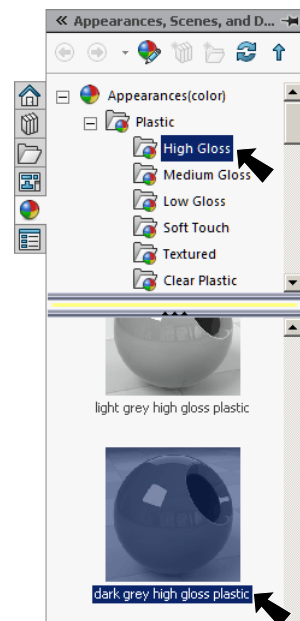 Appearances, Scenes, and D...
Appearances(color)
Plastic
High Gloss
Medium Gloss
Low Gloss
Soft Touch
Textured
Clear Plastic
light grey high gloss plastic
dark grey high gloss plastic